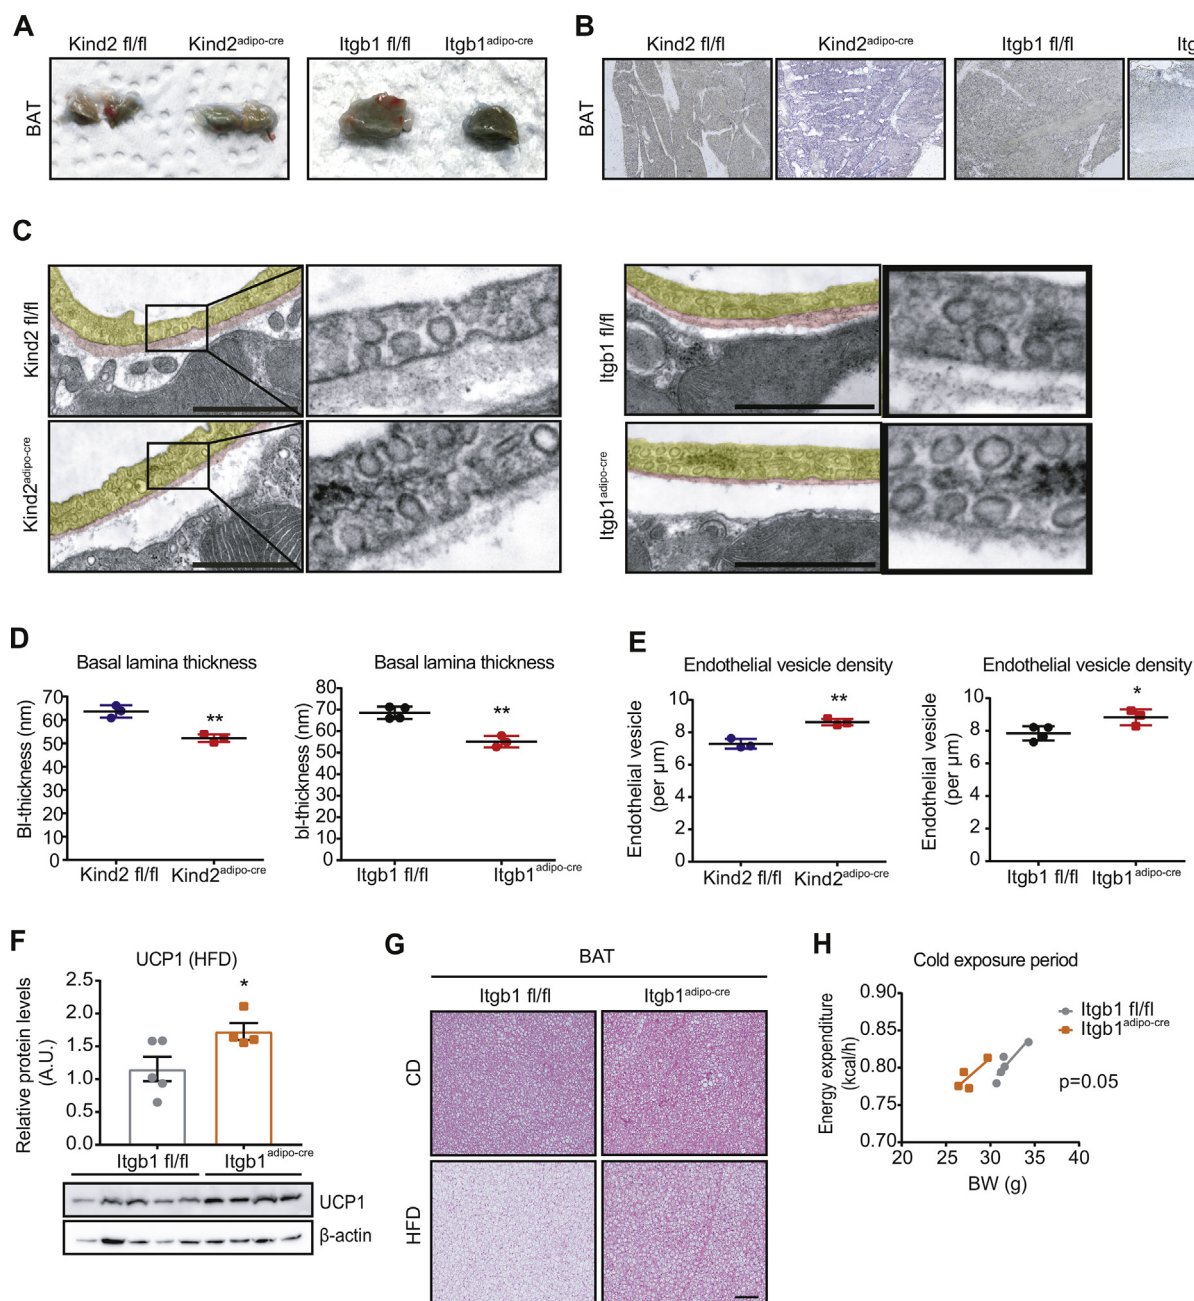 A
Kind2 fl/fl Kind2adipo-cre Itgb1 fl/fl Itgb1adipo-cre
BAT
B
Kind2 fl/fl Kind2adipo-cre Itgb1 fl/fl Itg
BAT
C
Kind2 fl/fl
Kind2adipo-cre
Itgb1 fl/fl
Itgb1adipo-cre
D
Basal lamina thickness
Bl-thickness (nm)
70
60
50
40
30
20
10
0
**
Kind2 fl/fl Kind2adipo-cre
Basal lamina thickness
bl-thickness (nm)
80
70
60
50
40
30
20
10
0
**
Itgb1 fl/fl Itgb1adipo-cre
E
Endothelial vesicle density
Endothelial vesicle
(per µm)
10
8
6
4
2
0
**
Kind2 fl/fl Kind2adipo-cre
Endothelial vesicle density
Endothelial vesicle
(per µm)
10
8
6
4
2
0
*
Itgb1 fl/fl Itgb1adipo-cre
F
UCP1 (HFD)
Relative protein levels
(A.U.)
2.5
2.0
1.5
1.0
0.5
0.0
*
Itgb1 fl/fl Itgb1adipo-cre
UCP1
β-actin
G
BAT
Itgb1 fl/fl Itgb1adipo-cre
CD
HFD
H
Cold exposure period
Energy expenditure
(kcal/h)
0.90
0.85
0.80
0.75
0.70
Itgb1 fl/fl
Itgb1adipo-cre
p=0.05
20 25 30 35 40
BW (g)